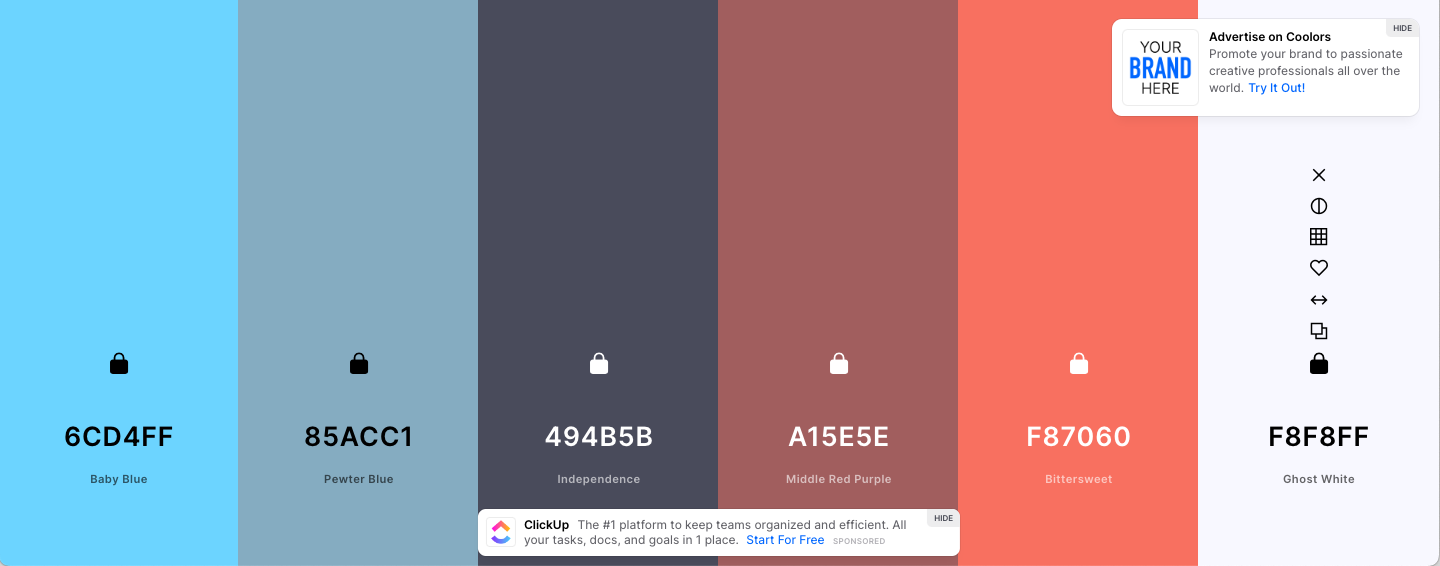 HIDE
YOUR
BRAND
HERE
Advertise on Coolors
Promote your brand to passionate
creative professionals all over the
world. Try It Out!
6CD4FF
Baby Blue
85ACC1
Pewter Blue
494B5B
Independence
A15E5E
Middle Red Purple
F87060
Bittersweet
F8F8FF
Ghost White
HIDE
ClickUp The #1 platform to keep teams organized and efficient. All
your tasks, docs, and goals in 1 place. Start For Free SPONSORED